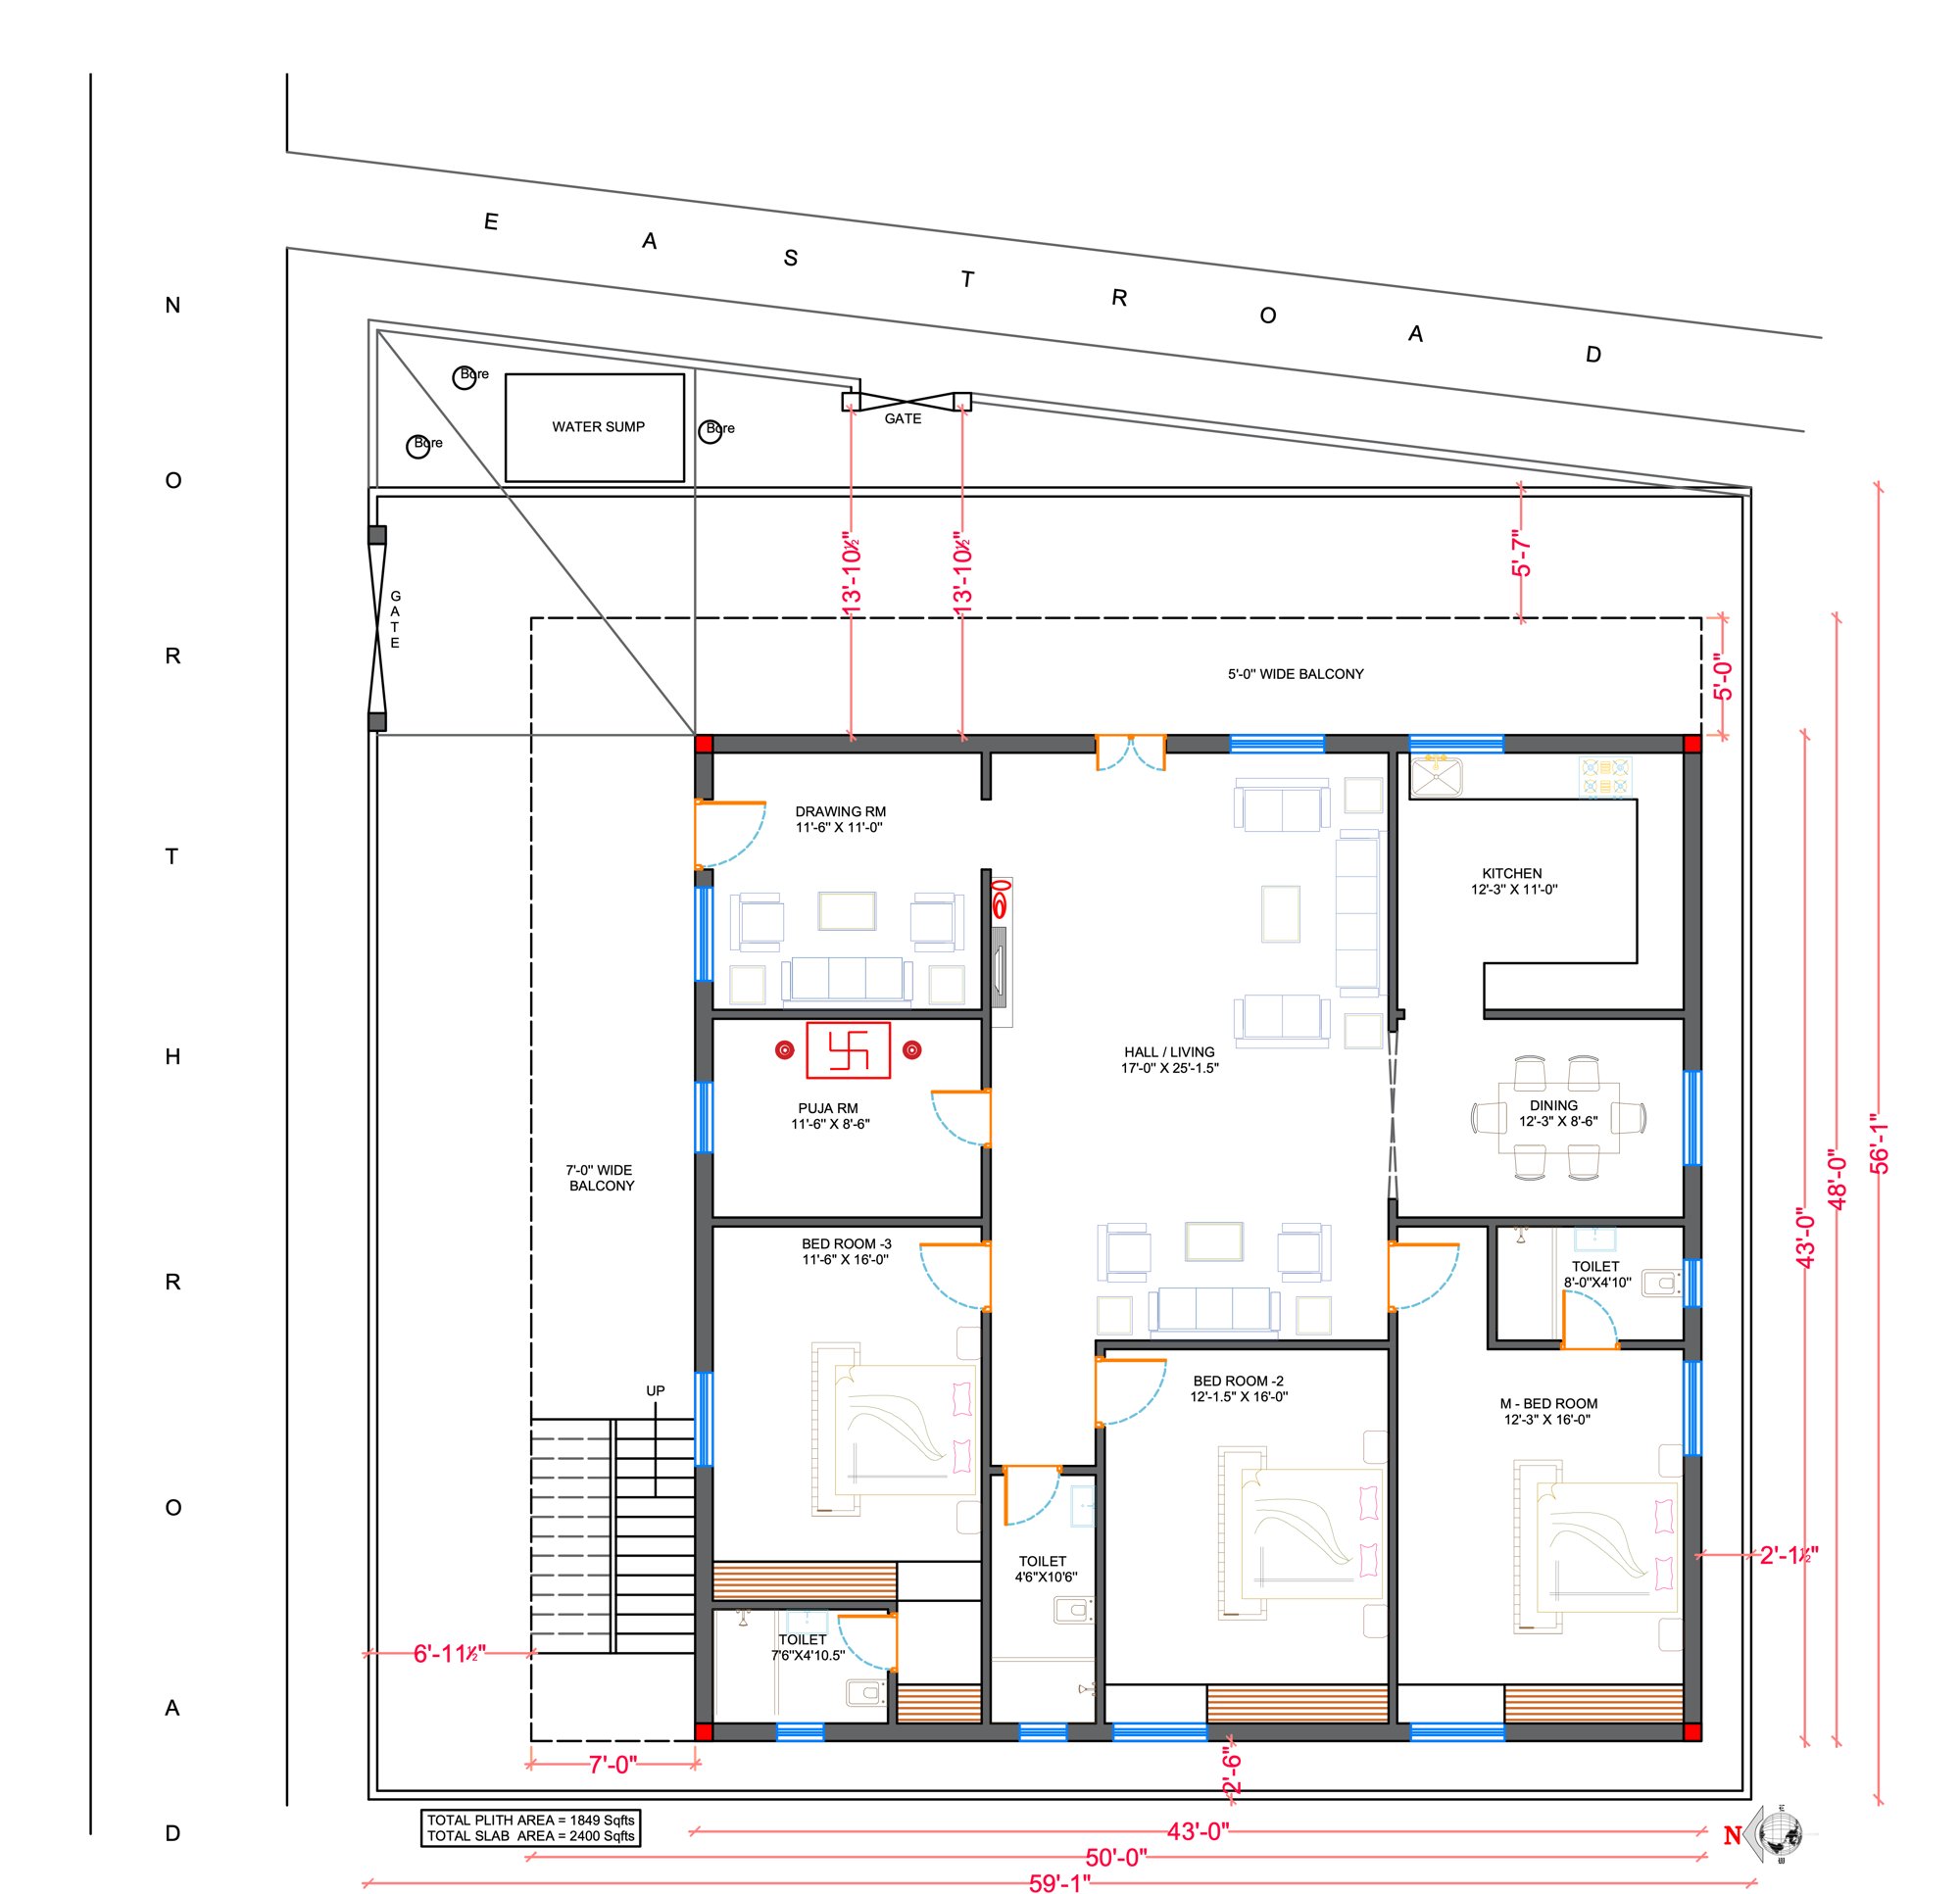 EAST ROAD
NORTH ROAD
Bore
WATER SUMP
Bore
Bore
GATE
GATE
13'-10½"
13'-10½"
5'-7"
5'-0" WIDE BALCONY
5'-0"
DRAWING RM
11'-6" X 11'-0"
KITCHEN
12'-3" X 11'-0"
HALL / LIVING
17'-0" X 25'-1.5"
PUJA RM
11'-6" X 8'-6"
DINING
12'-3" X 8'-6"
7'-0" WIDE
BALCONY
56'-1"
48'-0"
43'-0"
BED ROOM -3
11'-6" X 16'-0"
TOILET
8'-0"X4'10"
UP
BED ROOM -2
12'-1.5" X 16'-0"
M - BED ROOM
12'-3" X 16'-0"
2'-1½"
TOILET
4'6"X10'6"
TOILET
7'6"X4'10.5"
6'-11½"
7'-0"
2'-6"
TOTAL PLITH AREA = 1849 Sqfts
TOTAL SLAB AREA = 2400 Sqfts
43'-0"
50'-0"
59'-1"
N